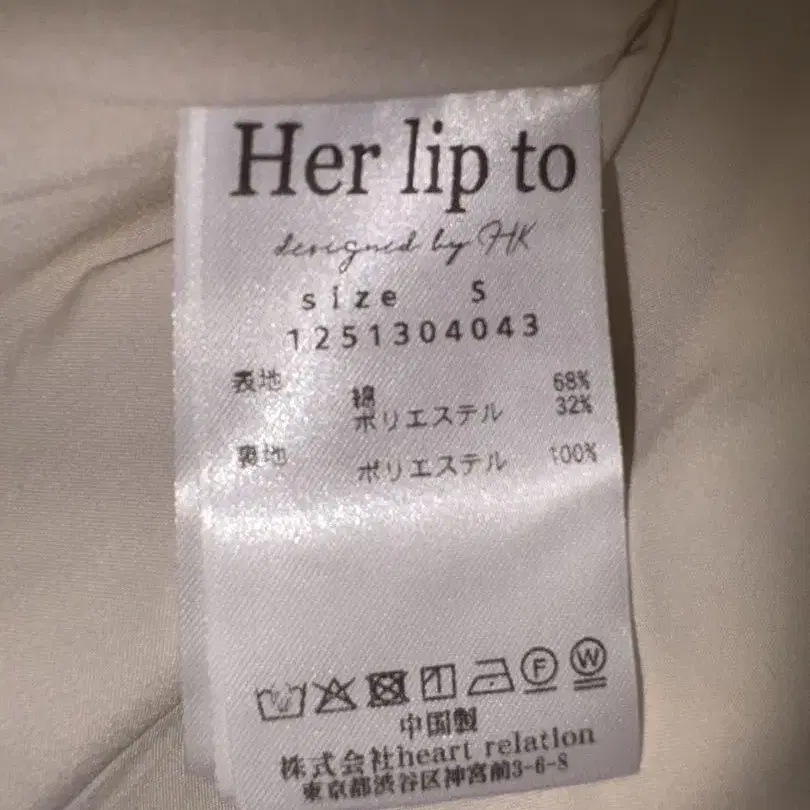 Her lip to
designed by HK
size S
1251304043
表地 綿 68%
ポリエステル 32%
裏地 ポリエステル 100%
F W
中国製
株式会社heart relation
東京都渋谷区神宮前3-6-8